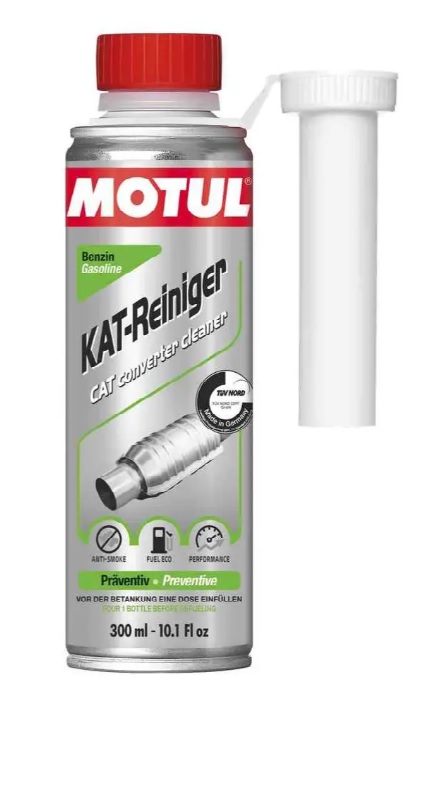 MOTUL®
Benzin
Gasoline
KAT-Reiniger
CAT converter cleaner
TÜV NORD
Made in Germany
ANTI-SMOKE
FUEL ECO
PERFORMANCE
Präventiv • Preventive
VOR DER BETANKUNG EINE DOSE EINFÜLLEN
POUR 1 BOTTLE BEFORE REFUELING
300 ml - 10.1 Fl oz